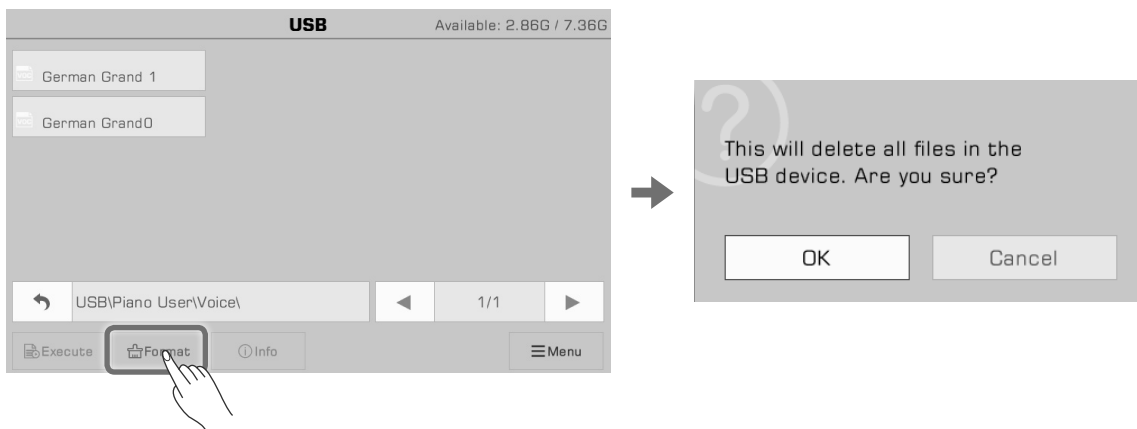 USB
Available: 2.86G / 7.36G
German Grand 1
German Grand0
USB\Piano User\Voice\
1/1
Execute
Format
Info
Menu
This will delete all files in the
USB device. Are you sure?
OK
Cancel